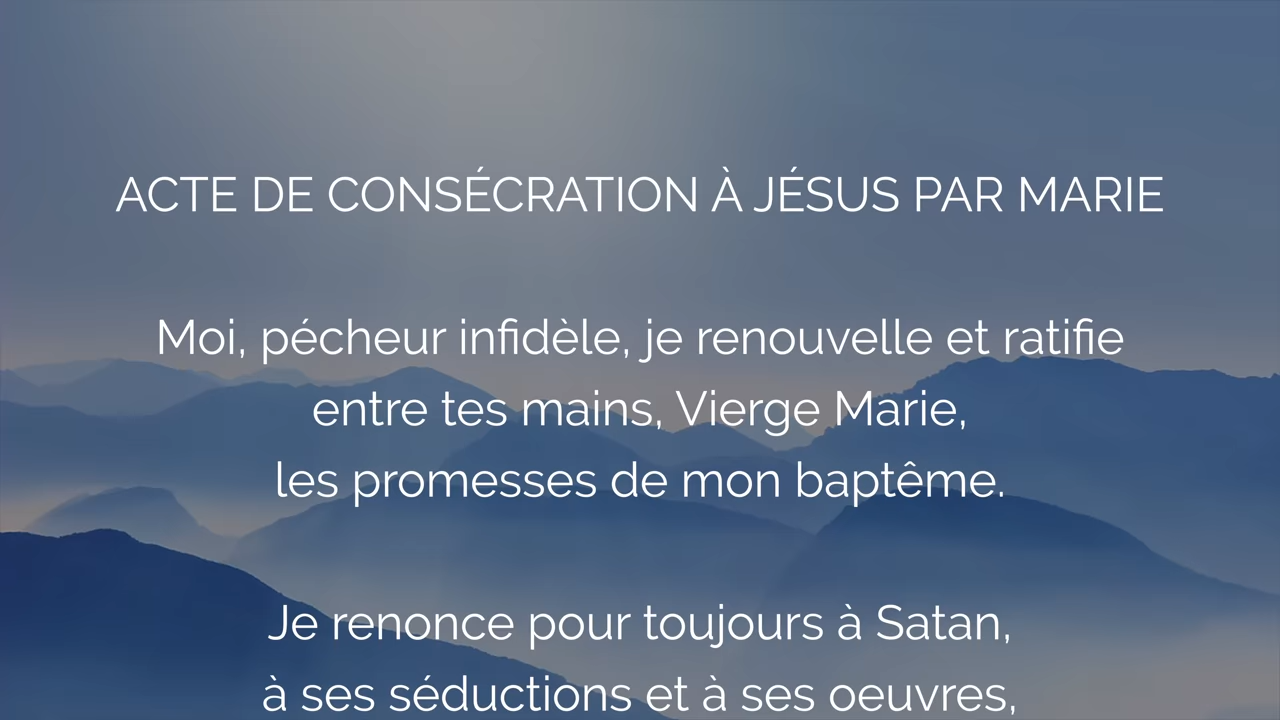 ACTE DE CONSÉCRATION À JÉSUS PAR MARIE
Moi, pécheur infidèle, je renouvelle et ratifie
entre tes mains, Vierge Marie,
les promesses de mon baptême.
Je renonce pour toujours à Satan,
à ses séductions et à ses oeuvres,